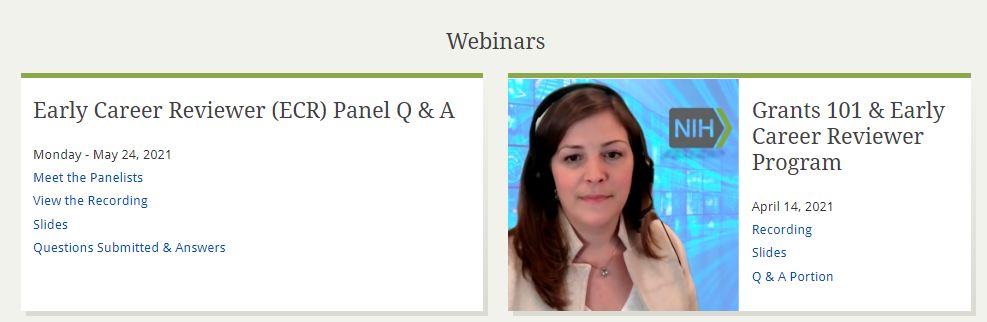 Webinars
Early Career Reviewer (ECR) Panel Q & A
Monday - May 24, 2021
Meet the Panelists
View the Recording
Slides
Questions Submitted & Answers
NIH
Grants 101 & Early
Career Reviewer
Program
April 14, 2021
Recording
Slides
Q & A Portion